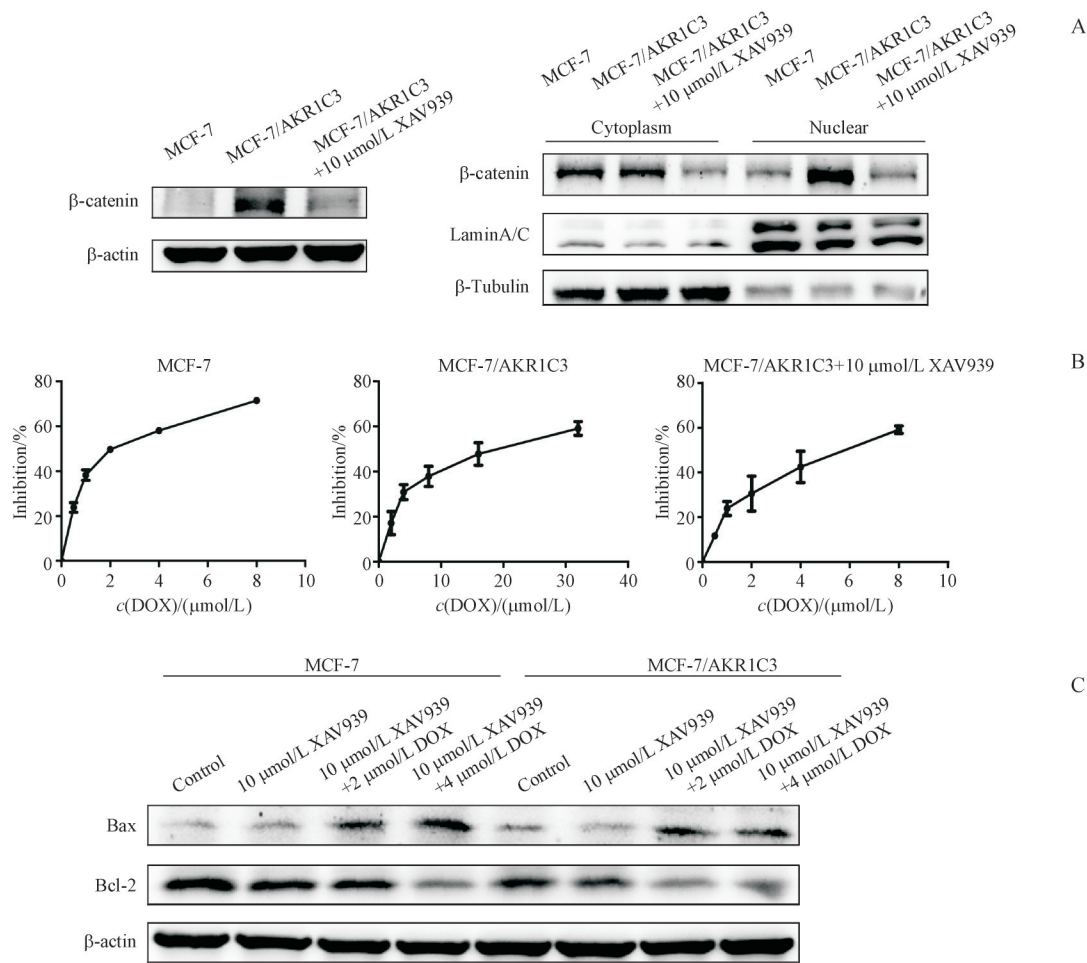 A
MCF-7
MCF-7/AKR1C3
MCF-7/AKR1C3
+10 μmol/L XAV939
β-catenin
β-actin
MCF-7
MCF-7/AKR1C3
MCF-7/AKR1C3
+10 μmol/L XAV939
MCF-7
MCF-7/AKR1C3
MCF-7/AKR1C3
+10 μmol/L XAV939
Cytoplasm
Nuclear
β-catenin
LaminA/C
β-Tubulin
B
MCF-7
Inhibition/%
80
60
40
20
0
0 2 4 6 8 10
c(DOX)/(μmol/L)
MCF-7/AKR1C3
Inhibition/%
80
60
40
20
0
0 10 20 30 40
c(DOX)/(μmol/L)
MCF-7/AKR1C3+10 μmol/L XAV939
Inhibition/%
80
60
40
20
0
0 2 4 6 8 10
c(DOX)/(μmol/L)
C
MCF-7
MCF-7/AKR1C3
Control
10 μmol/L XAV939
10 μmol/L XAV939
+2 μmol/L DOX
10 μmol/L XAV939
+4 μmol/L DOX
Control
10 μmol/L XAV939
10 μmol/L XAV939
+2 μmol/L DOX
10 μmol/L XAV939
+4 μmol/L DOX
Bax
Bcl-2
β-actin